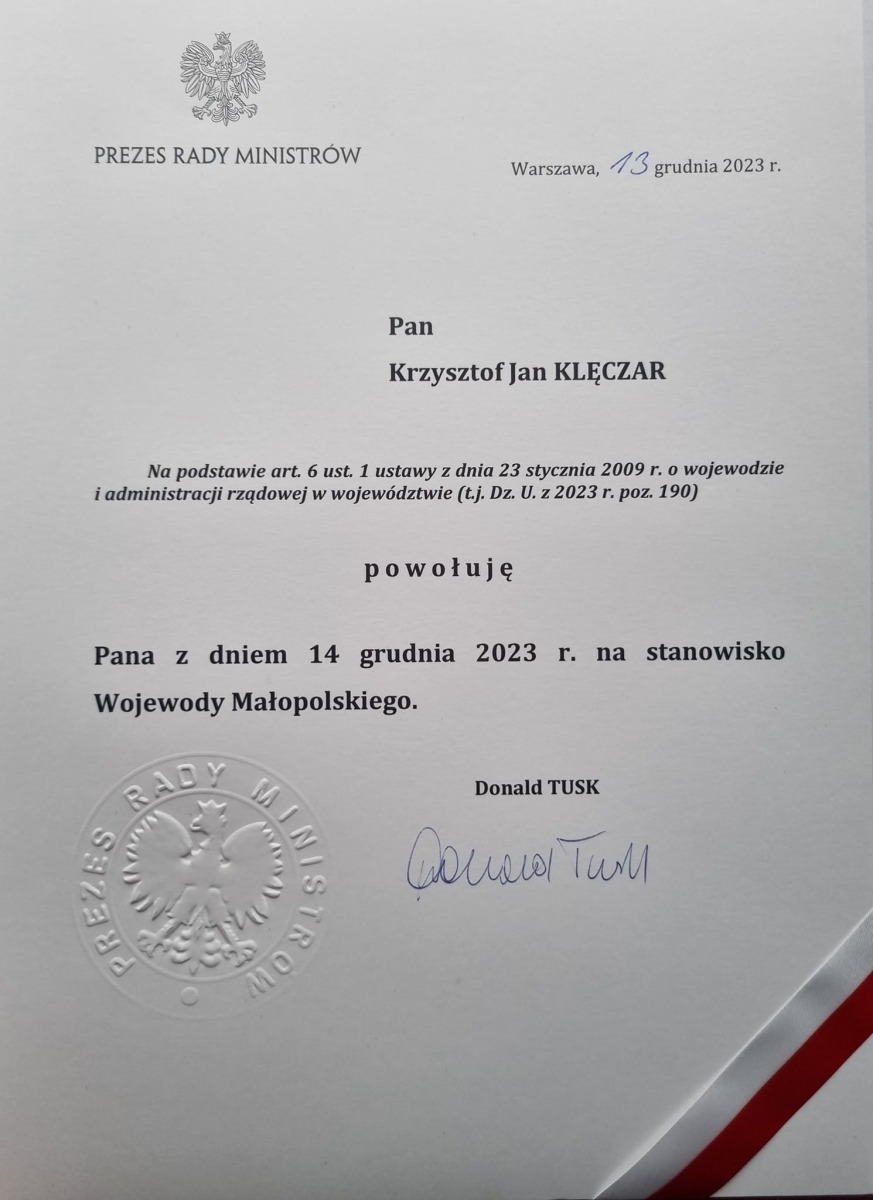 PREZES RADY MINISTRÓW
Warszawa, 13 grudnia 2023 r.
Pan
Krzysztof Jan KLĘCZAR
Na podstawie art. 6 ust. 1 ustawy z dnia 23 stycznia 2009 r. o wojewodzie
i administracji rządowej w województwie (t.j. Dz. U. z 2023 r. poz. 190)
powołuję
Pana z dniem 14 grudnia 2023 r. na stanowisko
Wojewody Małopolskiego.
Donald TUSK
Donald Tusk
PREZES RADY MINISTRÓW